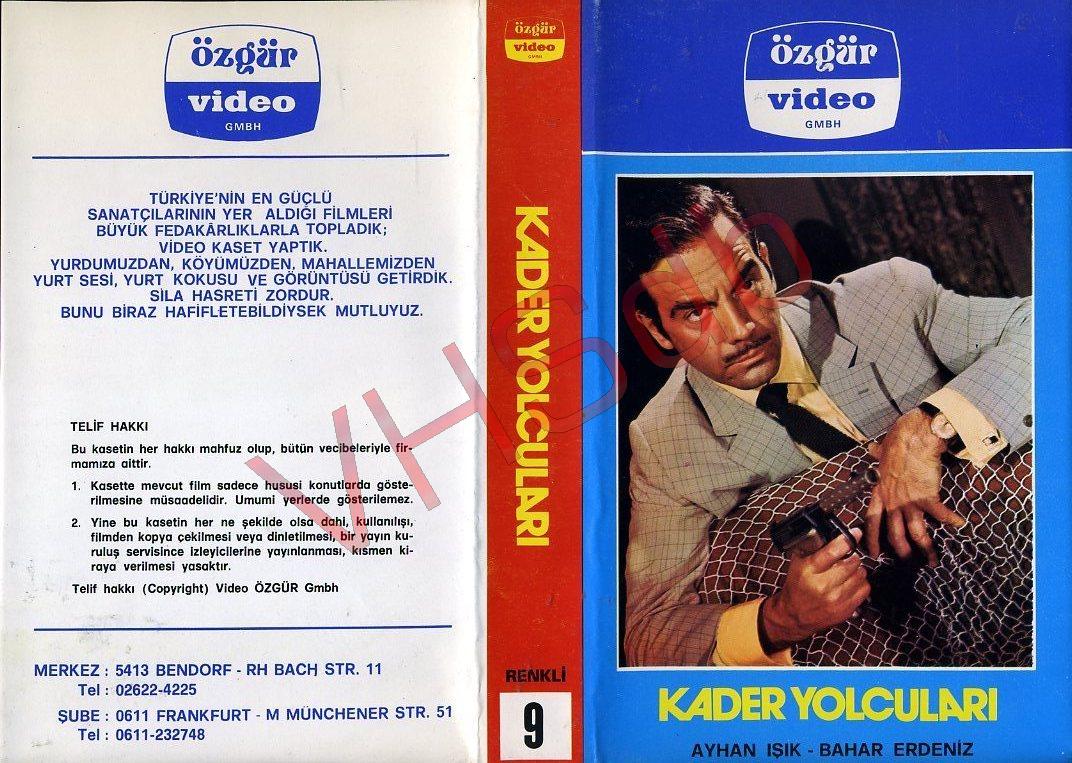 özgür
video
GMBH
TÜRKİYE'NİN EN GÜÇLÜ
SANATÇILARININ YER ALDIĞI FİLMLERİ
BÜYÜK FEDAKÂRLIKLARLA TOPLADIK;
VİDEO KASET YAPTIK.
YURDUMUZDAN, KÖYÜMÜZDEN, MAHALLEMİZDEN
YURT SESİ, YURT KOKUSU VE GÖRÜNTÜSÜ GETİRDİK.
SILA HASRETİ ZORDUR.
BUNU BİRAZ HAFİFLETEBİLDİYSEK MUTLUYUZ.
TELİF HAKKI
Bu kasetin her hakkı mahfuz olup, bütün vecibeleriyle fir-
mamıza aittir.
1. Kasette mevcut film sadece hususi konutlarda göste-
rilmesine müsaadelidir. Umumi yerlerde gösterilemez.
2. Yine bu kasetin her ne şekilde olsa dahi, kullanılışı,
filmden kopya çekilmesi veya dinletilmesi, bir yayın ku-
ruluş servisince izleyicilerine yayınlanması, kısmen ki-
raya verilmesi yasaktır.
Telif hakkı (Copyright) Video ÖZGÜR Gmbh
MERKEZ : 5413 BENDORF - RH BACH STR. 11
Tel : 02622-4225
ŞUBE : 0611 FRANKFURT - M MÜNCHENER STR. 51
Tel : 0611-232748
özgür
video
GMBH
KADER YOLCULARI
RENKLİ
9
özgür
video
GMBH
KADER YOLCULARI
AYHAN IŞIK - BAHAR ERDENİZ
VHSdb